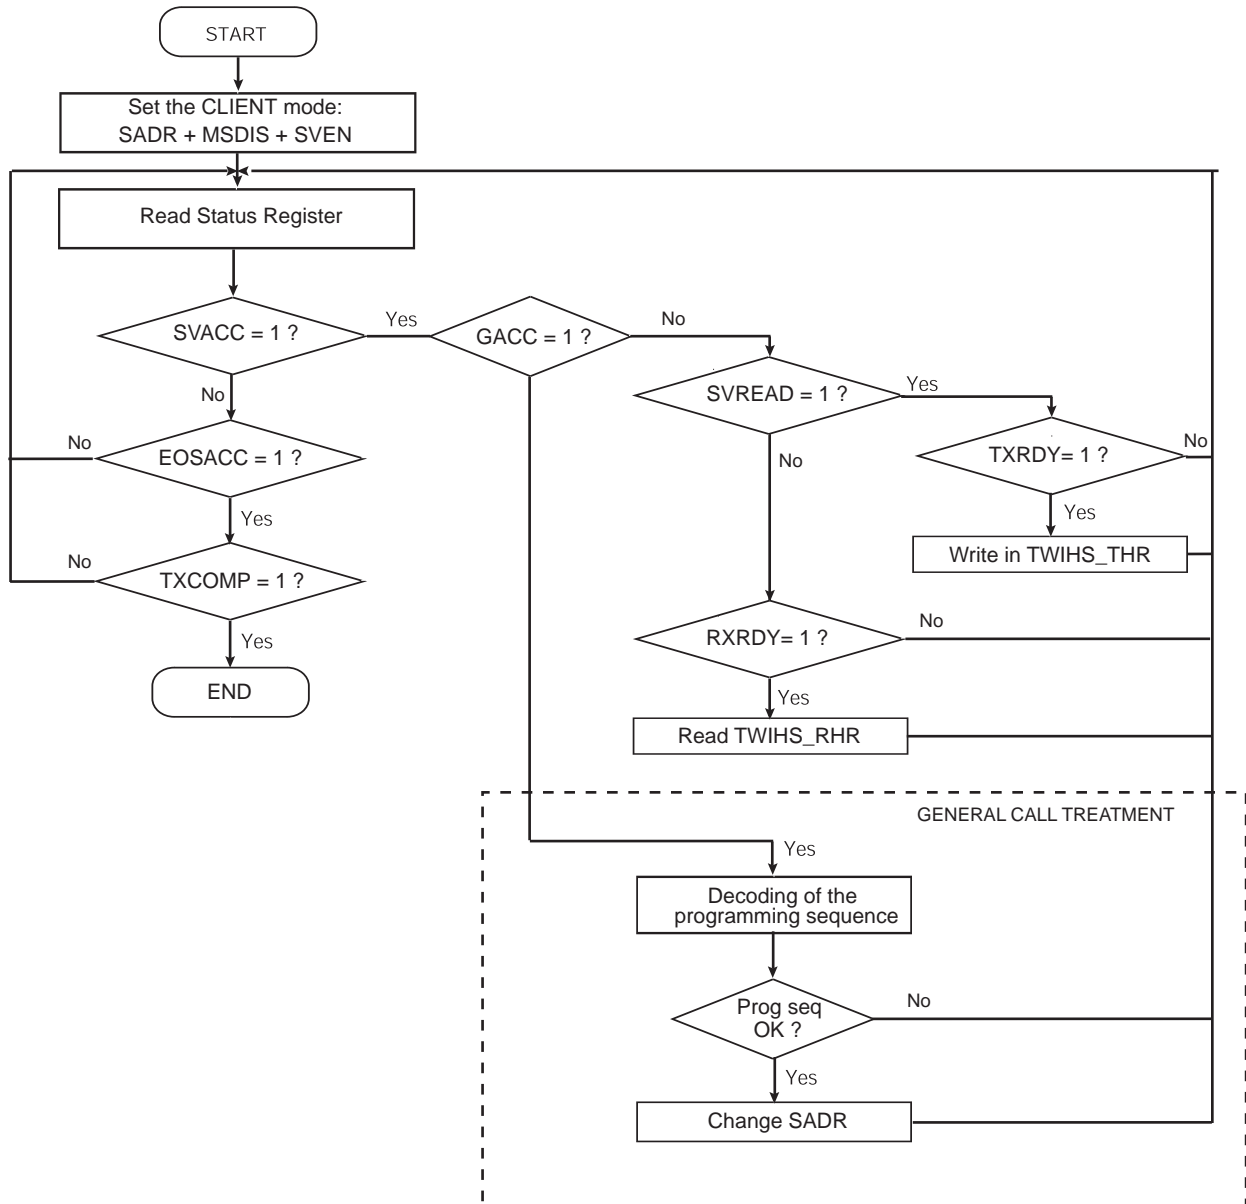 START
Set the CLIENT mode:
SADR + MSDIS + SVEN
Read Status Register
SVACC = 1 ?
Yes
GACC = 1 ?
No
SVREAD = 1 ?
Yes
No
EOSACC = 1 ?
No
TXRDY= 1 ?
No
No
Yes
Yes
Write in TWIHS_THR
TXCOMP = 1 ?
No
Yes
END
RXRDY= 1 ?
No
Yes
Read TWIHS_RHR
GENERAL CALL TREATMENT
Yes
Decoding of the
programming sequence
Prog seq
OK ?
No
Yes
Change SADR